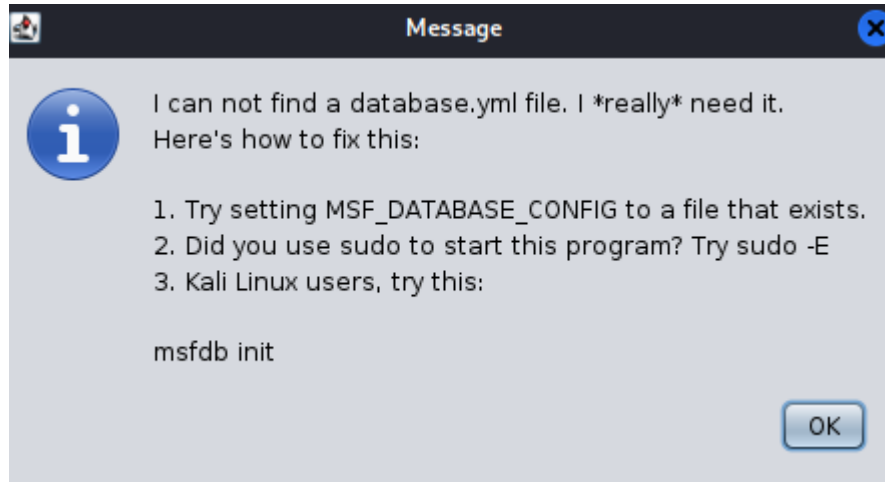 Message
I can not find a database.yml file. I *really* need it.
Here's how to fix this:
1. Try setting MSF_DATABASE_CONFIG to a file that exists.
2. Did you use sudo to start this program? Try sudo -E
3. Kali Linux users, try this:
msfdb init
OK